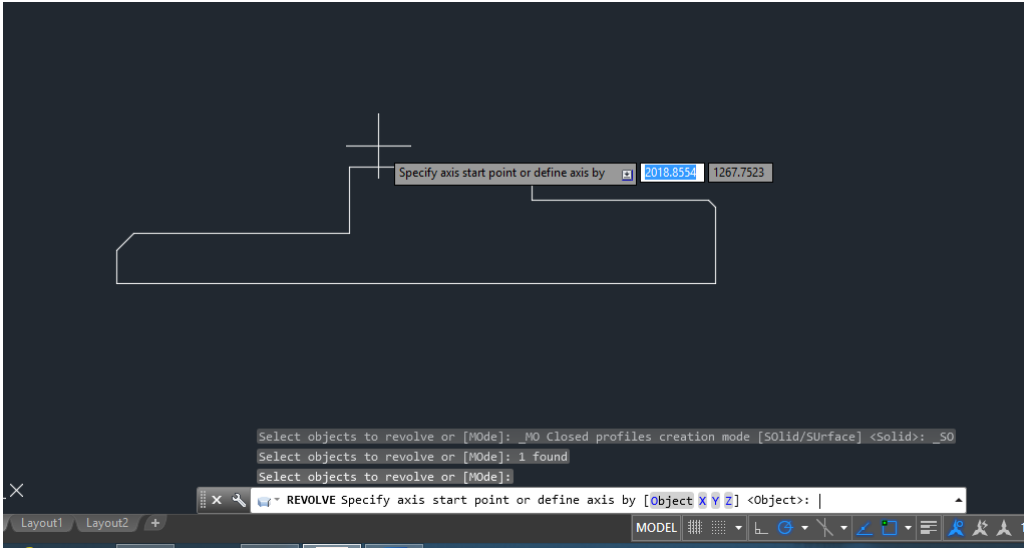 Specify axis start point or define axis by 2018.8554 1267.7523
Select objects to revolve or [MOde]: _MO Closed profiles creation mode [SOlid/SUrface] <Solid>: _SO
Select objects to revolve or [MOde]: 1 found
Select objects to revolve or [MOde]:
X
REVOLVE Specify axis start point or define axis by [Object X Y Z] <Object>:
Layout1 Layout2 + MODEL